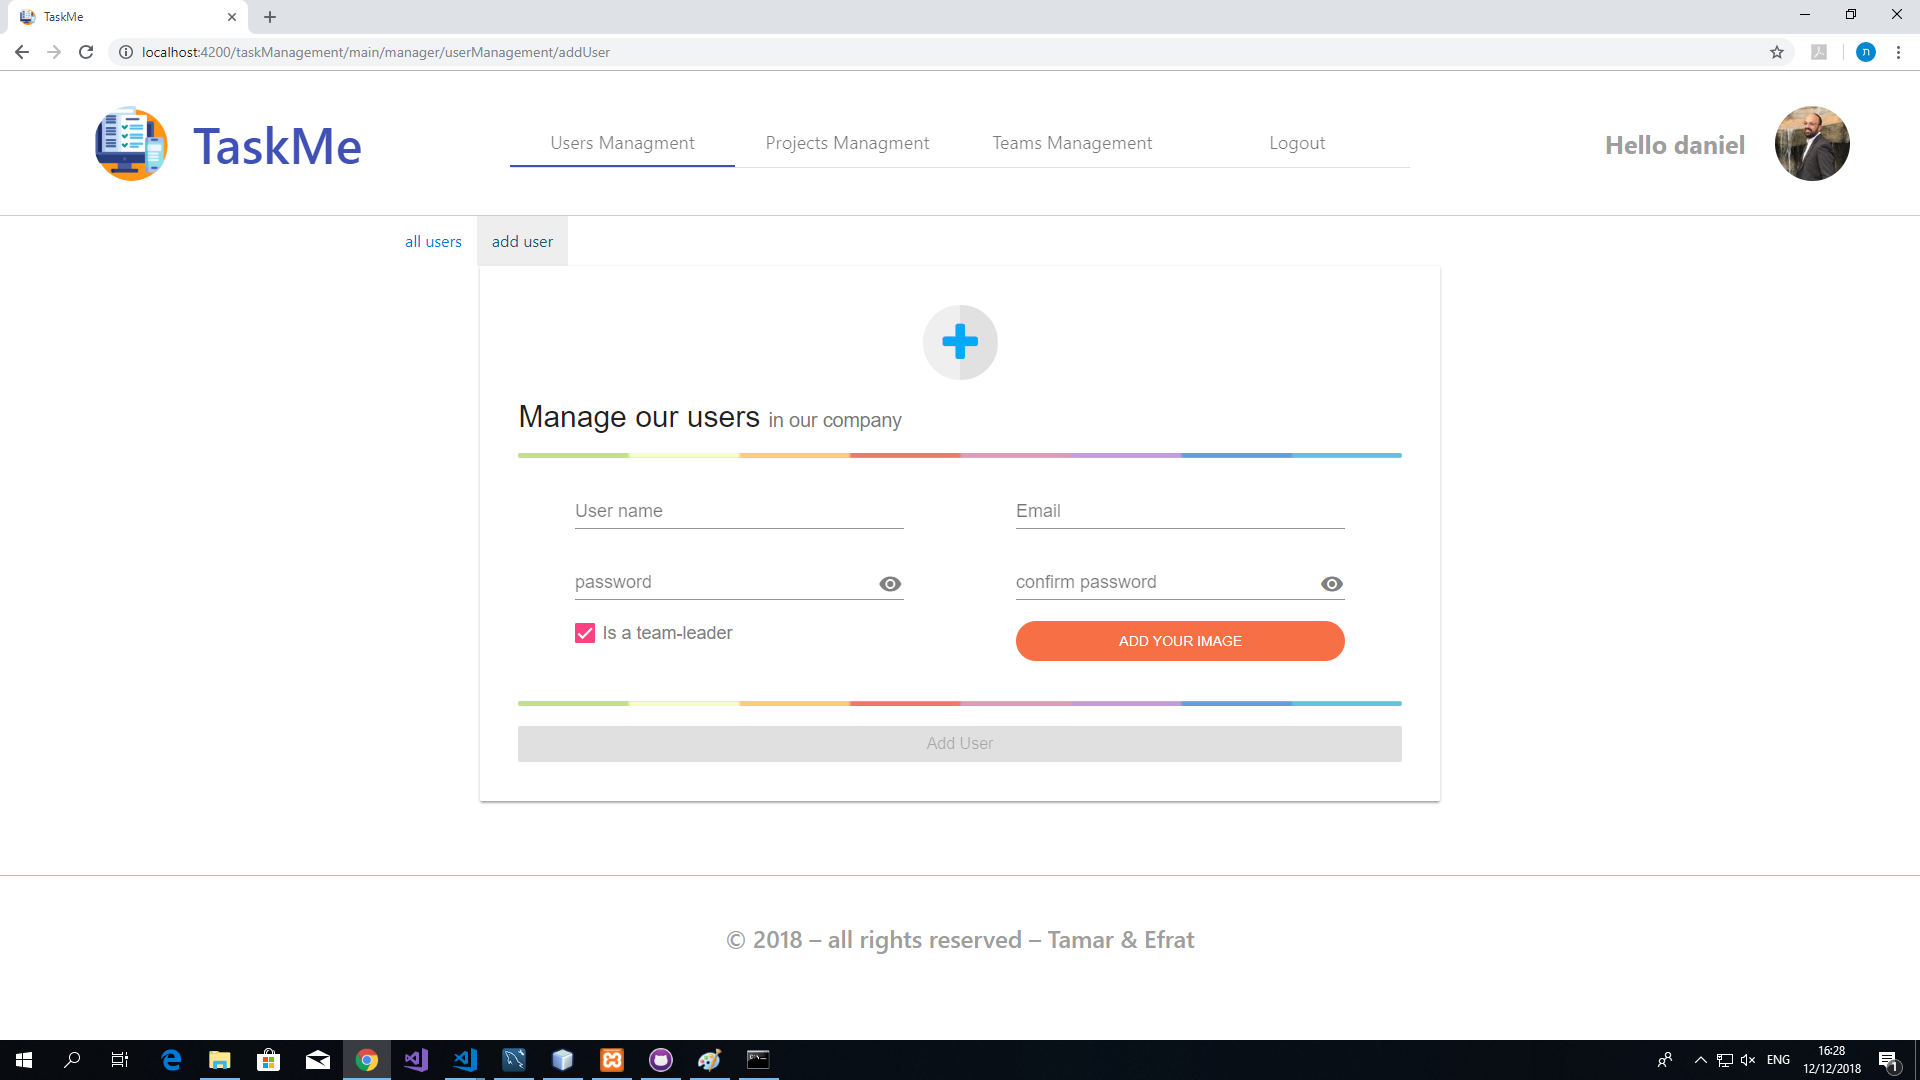 TaskMe
localhost:4200/taskManagement/main/manager/userManagement/addUser
ת
TaskMe
Users Managment
Projects Managment
Teams Management
Logout
Hello daniel
all users
add user
Manage our users in our company
User name
Email
password
confirm password
Is a team-leader
ADD YOUR IMAGE
Add User
© 2018 – all rights reserved – Tamar & Efrat
ENG
16:28
12/12/2018
1